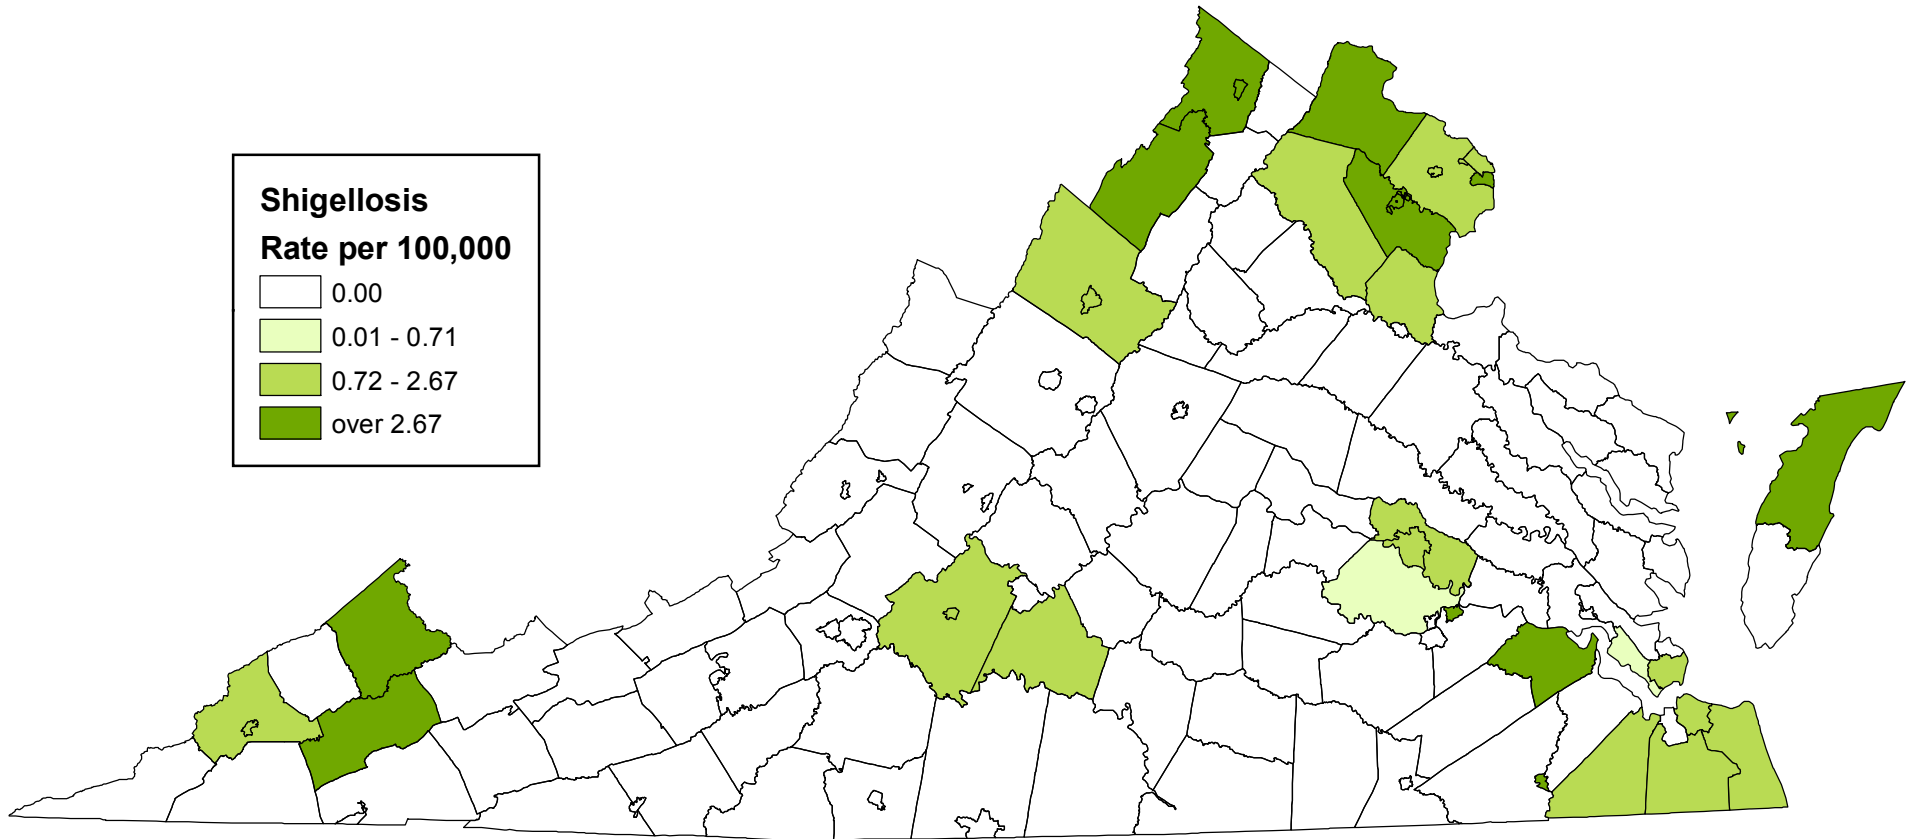 Shigellosis
Rate per 100,000
0.00
0.01 - 0.71
0.72 - 2.67
over 2.67